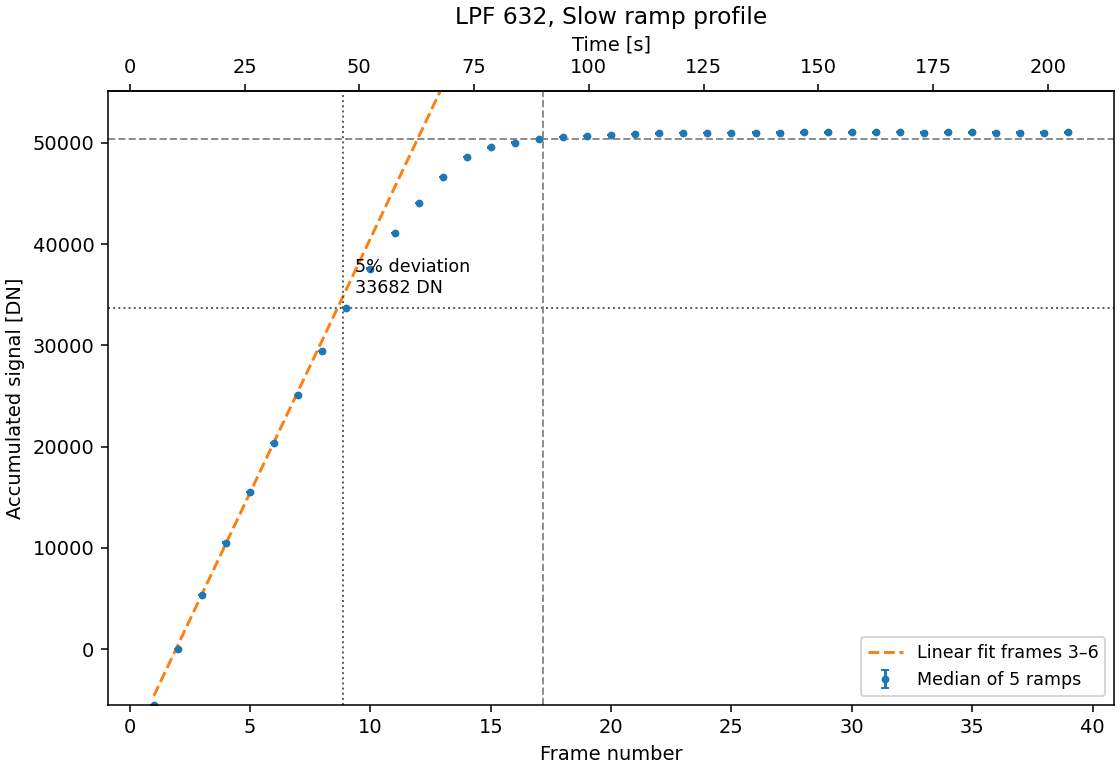 LPF 632, Slow ramp profile
Time [s]
0 25 50 75 100 125 150 175 200
Accumulated signal [DN]
50000
40000
30000
20000
10000
0
5% deviation
33682 DN
Linear fit frames 3–6
Median of 5 ramps
0 5 10 15 20 25 30 35 40
Frame number